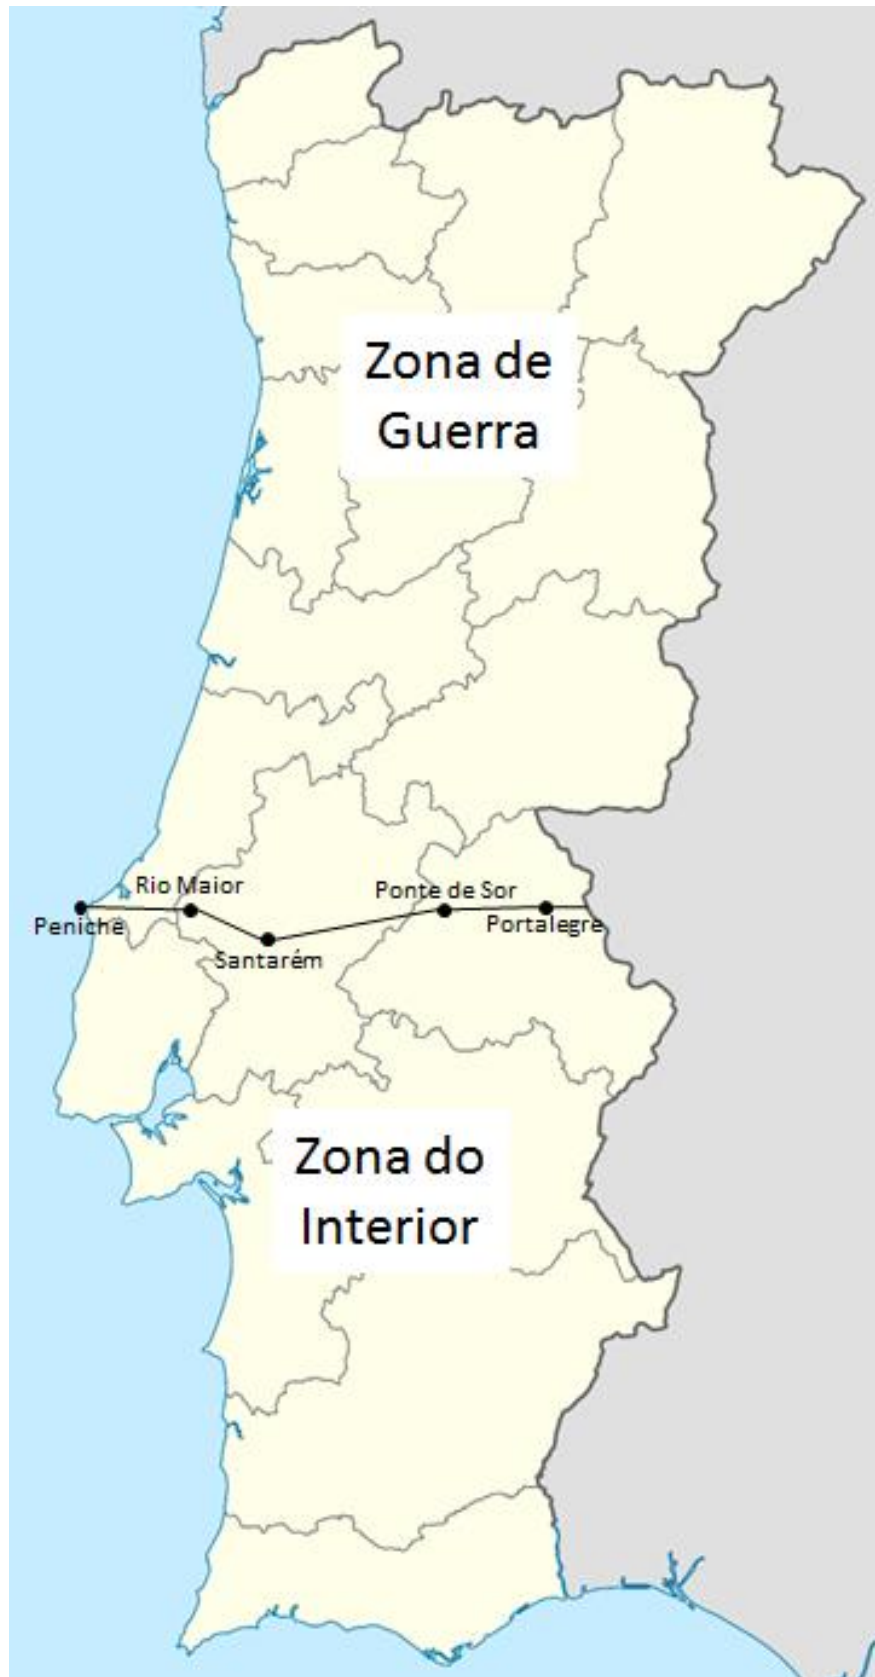 Zona de
Guerra
Rio Maior
Ponte de Sor
Peniche
Portalegre
Santarém
Zona do
Interior